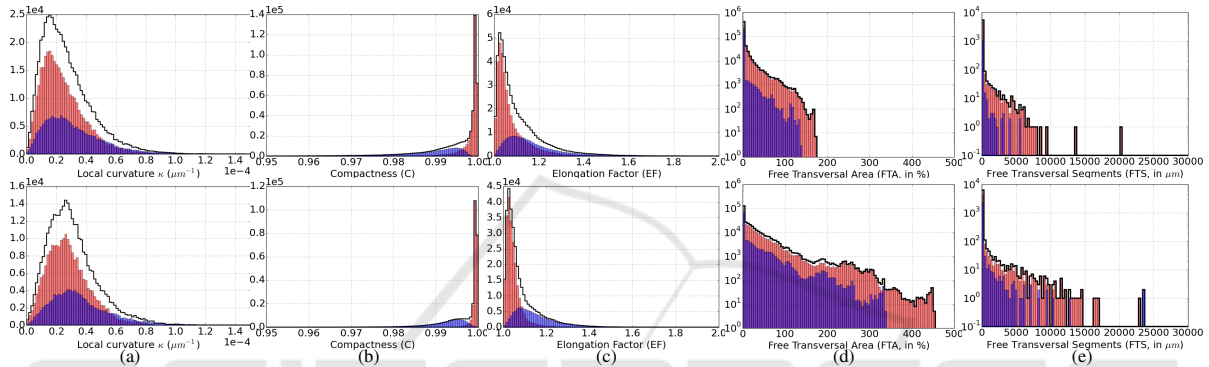 2.5 1e4
2.0
1.5
1.0
0.5
0.0
0.0 0.2 0.4 0.6 0.8 1.0 1.2 1.4
Local curvature κ (μm⁻¹) 1e−4
1.4 1e5
1.2
1.0
0.8
0.6
0.4
0.2
0.0
0.95 0.96 0.97 0.98 0.99 1.00
Compactness (C)
6 1e4
5
4
3
2
1
0
1.0 1.2 1.4 1.6 1.8 2.0
Elongation Factor (EF)
10⁶
10⁵
10⁴
10³
10²
10¹
10⁰
0 100 200 300 400 500
Free Transversal Area (FTA, in %)
10⁴
10³
10²
10¹
10⁰
10⁻¹
0 5000 10000 15000 20000 25000 30000
Free Transversal Segments (FTS, in μm)
1.6 1e4
1.4
1.2
1.0
0.8
0.6
0.4
0.2
0.0
0.0 0.2 0.4 0.6 0.8 1.0 1.2 1.4
Local curvature κ (μm⁻¹) 1e−4
1.2 1e5
1.0
0.8
0.6
0.4
0.2
0.0
0.95 0.96 0.97 0.98 0.99 1.00
Compactness (C)
4.5 1e4
4.0
3.5
3.0
2.5
2.0
1.5
1.0
0.5
0.0
1.0 1.2 1.4 1.6 1.8 2.0
Elongation Factor (EF)
10⁶
10⁵
10⁴
10³
10²
10¹
10⁰
0 100 200 300 400 500
Free Transversal Area (FTA, in %)
10⁴
10³
10²
10¹
10⁰
10⁻¹
0 5000 10000 15000 20000 25000 30000
Free Transversal Segments (FTS, in μm)
(a) (b) (c) (d) (e)